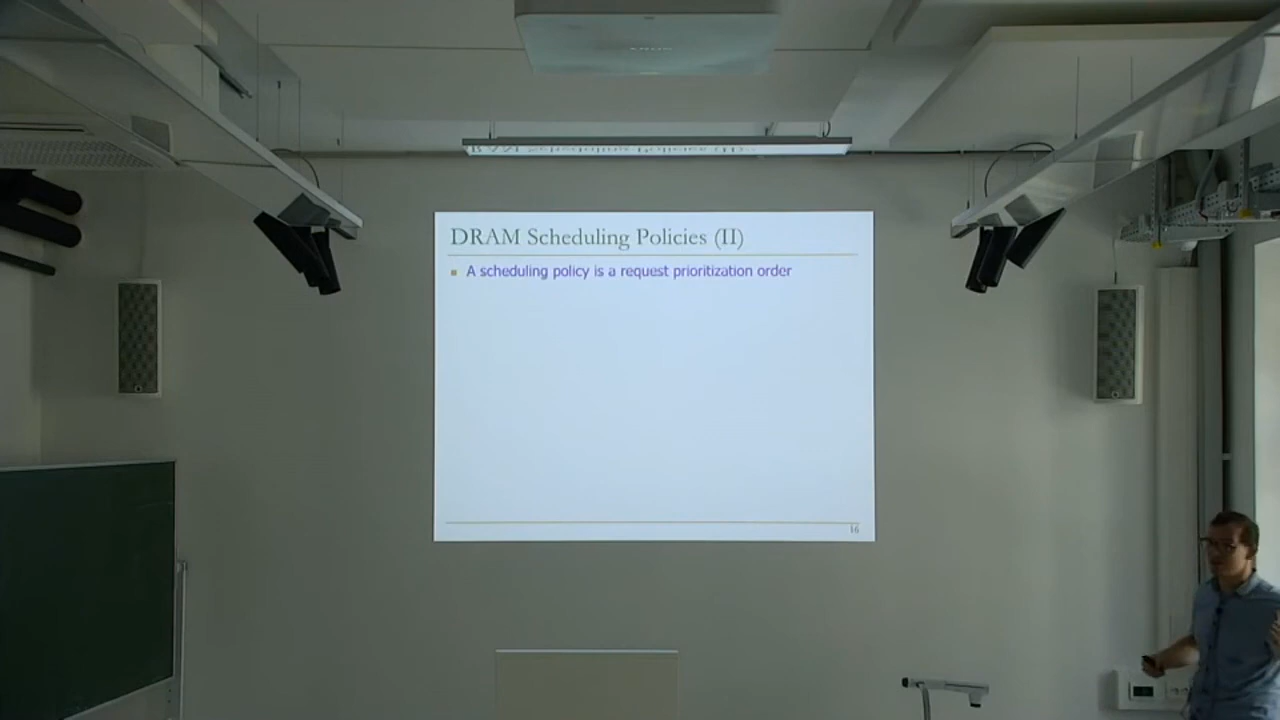 DRAM Scheduling Policies (II)
▪ A scheduling policy is a request prioritization order
16